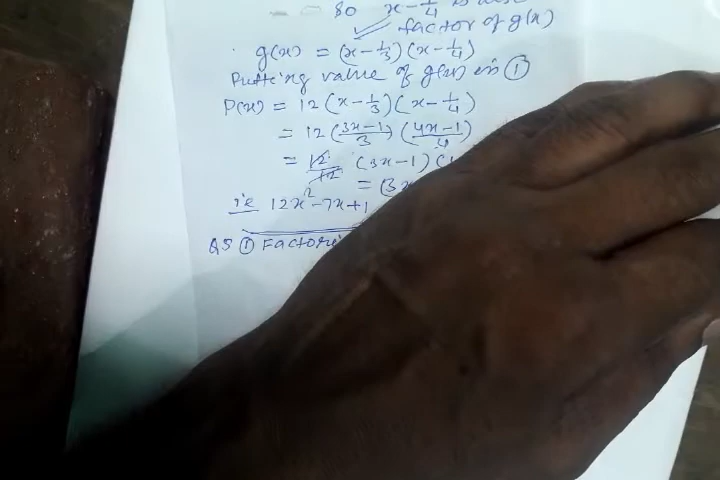 so x - 1/4 is also
factor of g(x)
g(x) = (x - 1/3)(x - 1/4)
Putting value of g(x) in ①
P(x) = 12(x - 1/3)(x - 1/4)
= 12(3x-1/3)(4x-1/4)
= 12/12 (3x-1)(
= (3x
ie 12x²-7x+1
Q5 ① Factori